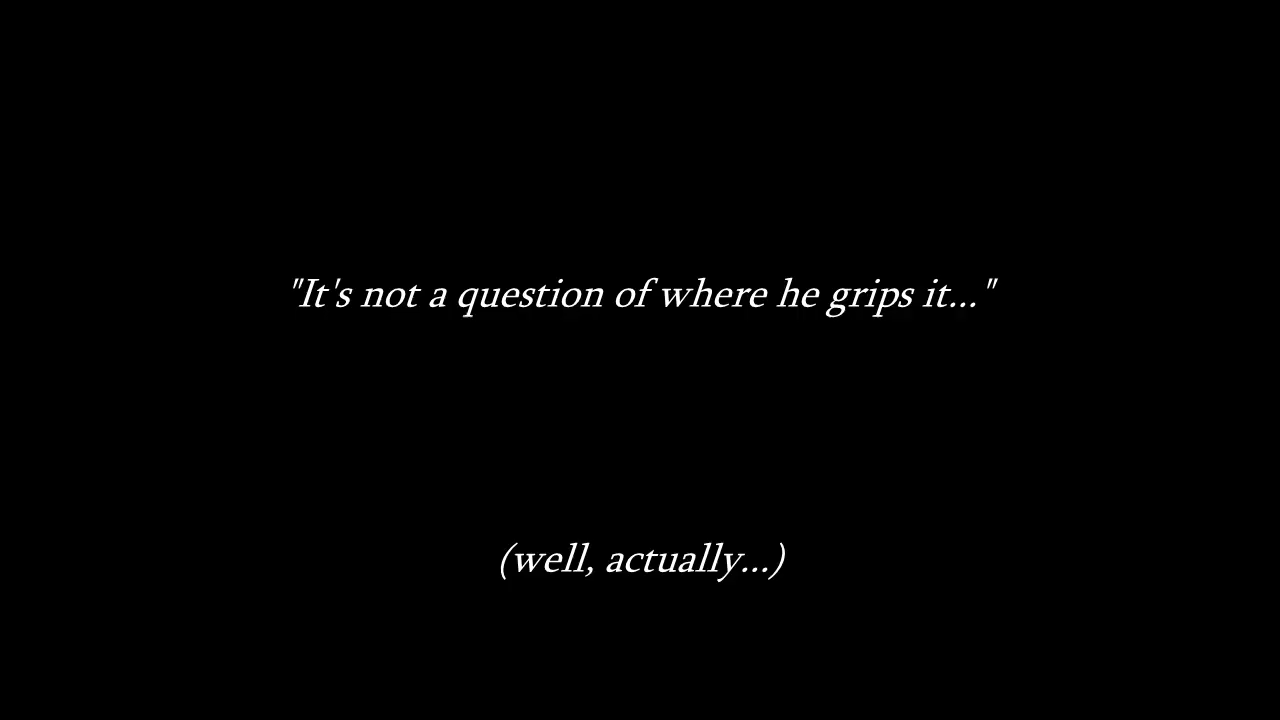 "It's not a question of where he grips it..."
(well, actually...)